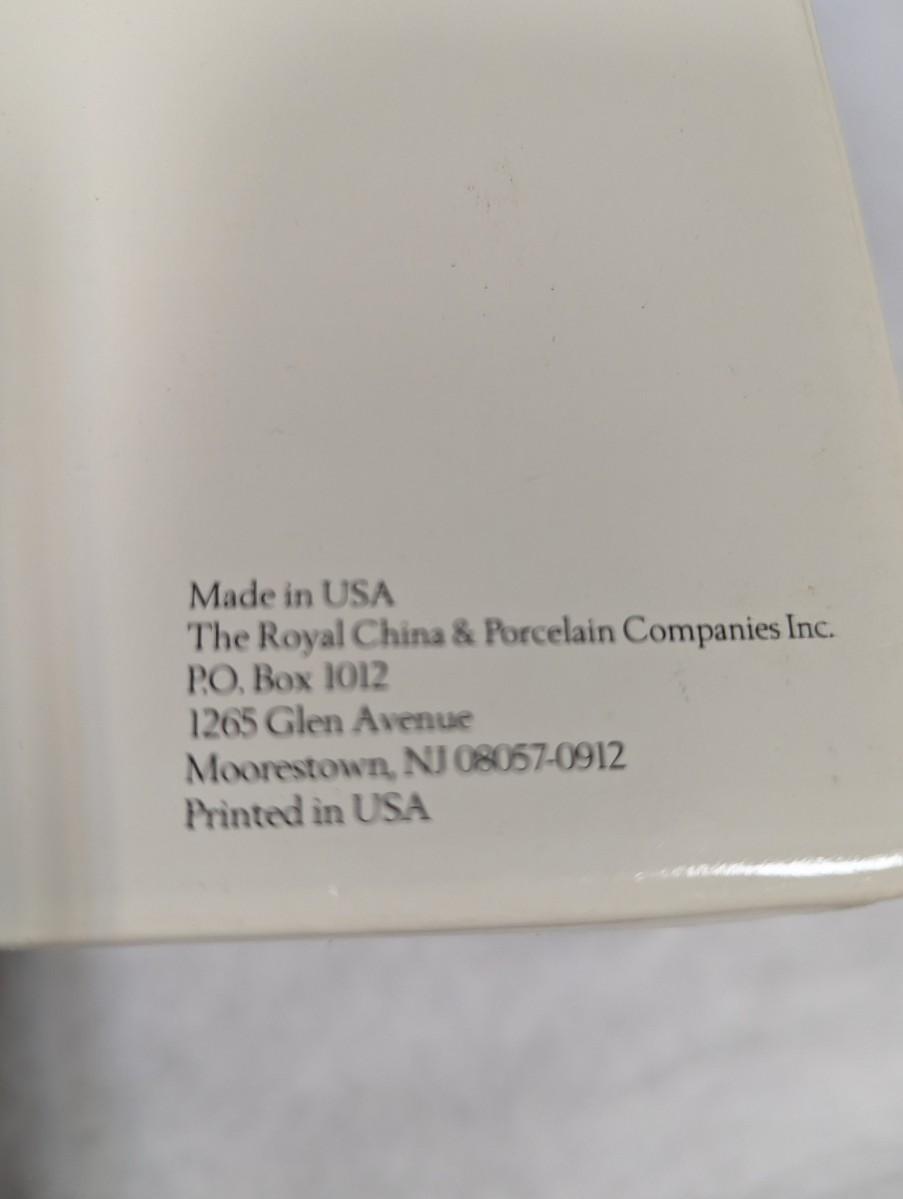 Made in USA
The Royal China & Porcelain Companies Inc.
P.O. Box 1012
1265 Glen Avenue
Moorestown, NJ 08057-0912
Printed in USA